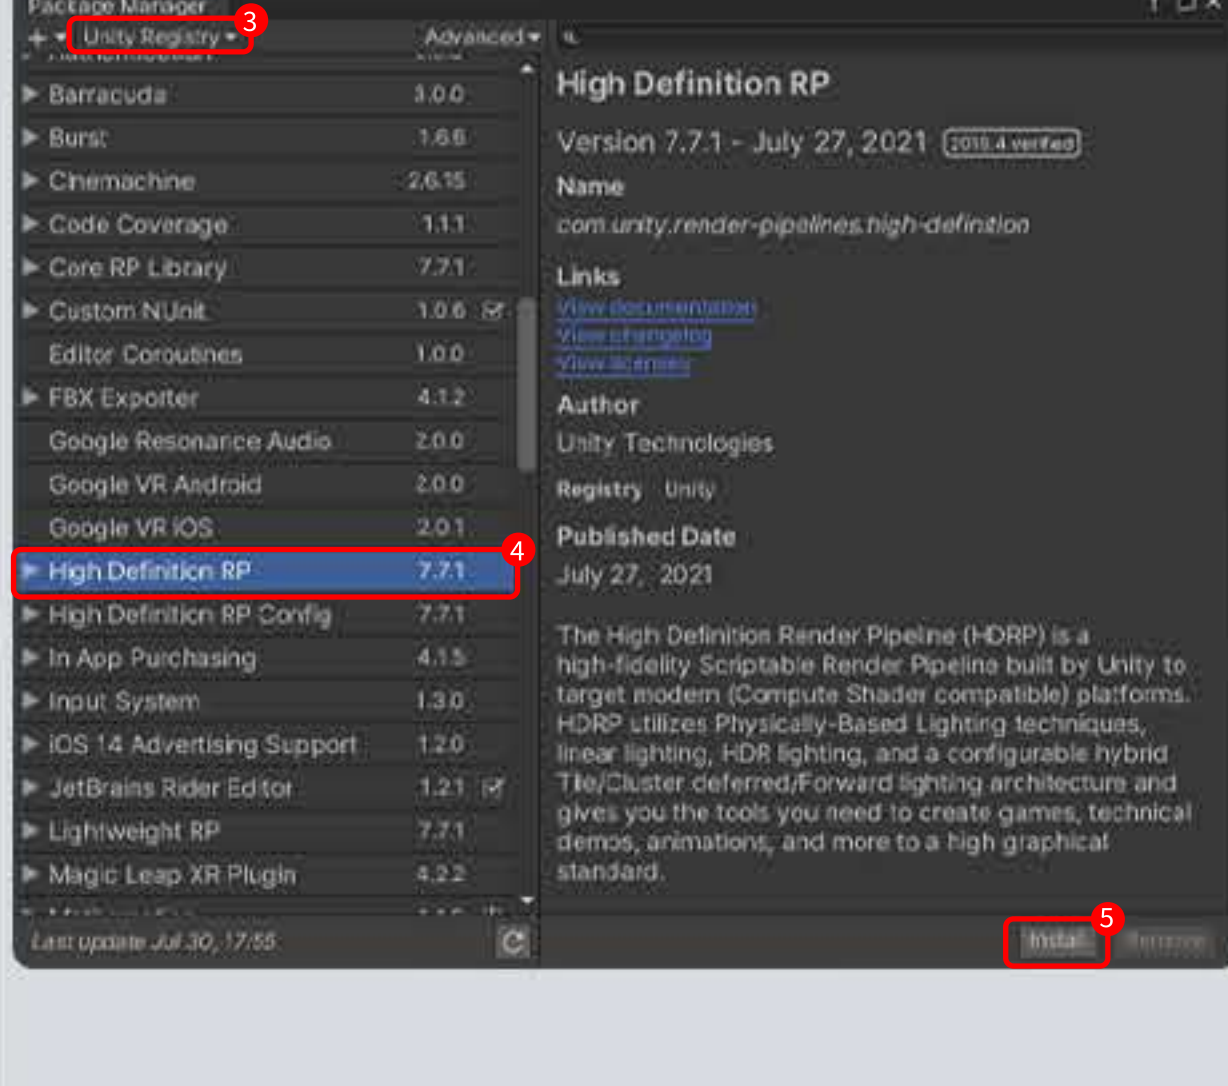 Package Manager
3
Unity Registry
Advanced
Barracuda 3.0.0
Burst 1.6.6
Cinemachine 2.6.15
Code Coverage 1.1.1
Core RP Library 7.7.1
Custom NUnit 1.0.6
Editor Coroutines 1.0.0
FBX Exporter 4.1.2
Google Resonance Audio 2.0.0
Google VR Android 2.0.0
Google VR iOS 2.0.1
4
High Definition RP 7.7.1
High Definition RP Config 7.7.1
In App Purchasing 4.1.5
Input System 1.3.0
iOS 14 Advertising Support 1.2.0
JetBrains Rider Editor 1.2.1
Lightweight RP 7.7.1
Magic Leap XR Plugin 4.2.2
Last update Jul 30, 17:55
High Definition RP
Version 7.7.1 - July 27, 2021 2019.4 verified
Name
com.unity.render-pipelines.high-definition
Links
View documentation
View changelog
View licenses
Author
Unity Technologies
Registry Unity
Published Date
July 27, 2021
The High Definition Render Pipeline (HDRP) is a
high-fidelity Scriptable Render Pipeline built by Unity to
target modern (Compute Shader compatible) platforms.
HDRP utilizes Physically-Based Lighting techniques,
linear lighting, HDR lighting, and a configurable hybrid
Tile/Cluster deferred/Forward lighting architecture and
gives you the tools you need to create games, technical
demos, animations, and more to a high graphical
standard.
5
Install Remove